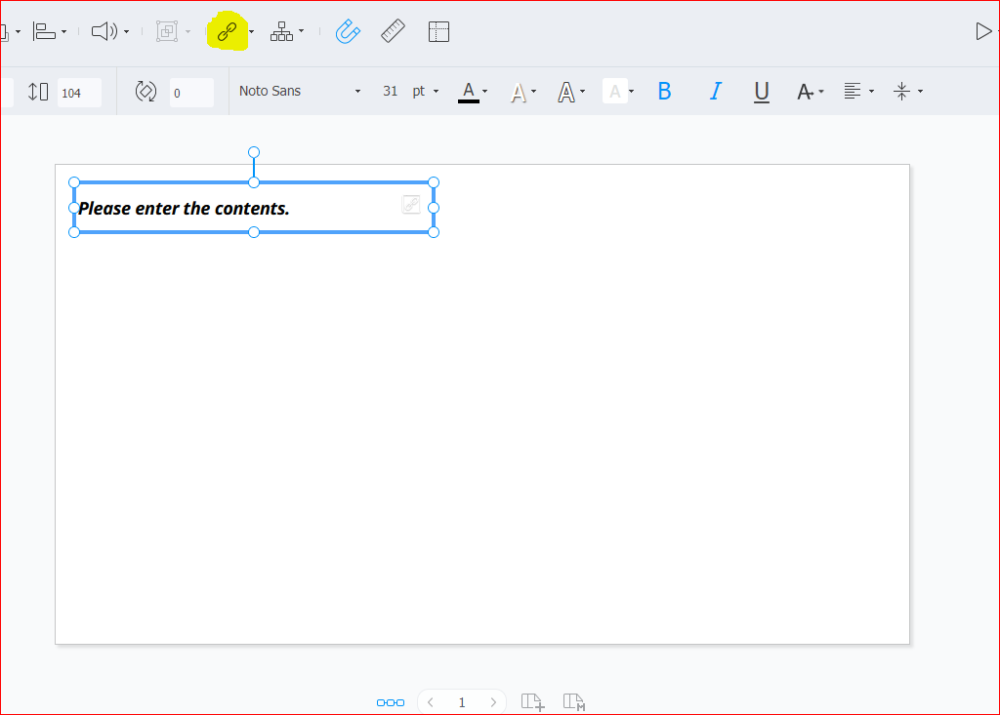 104 0 Noto Sans 31 pt A A A A B I U A
Please enter the contents.
1